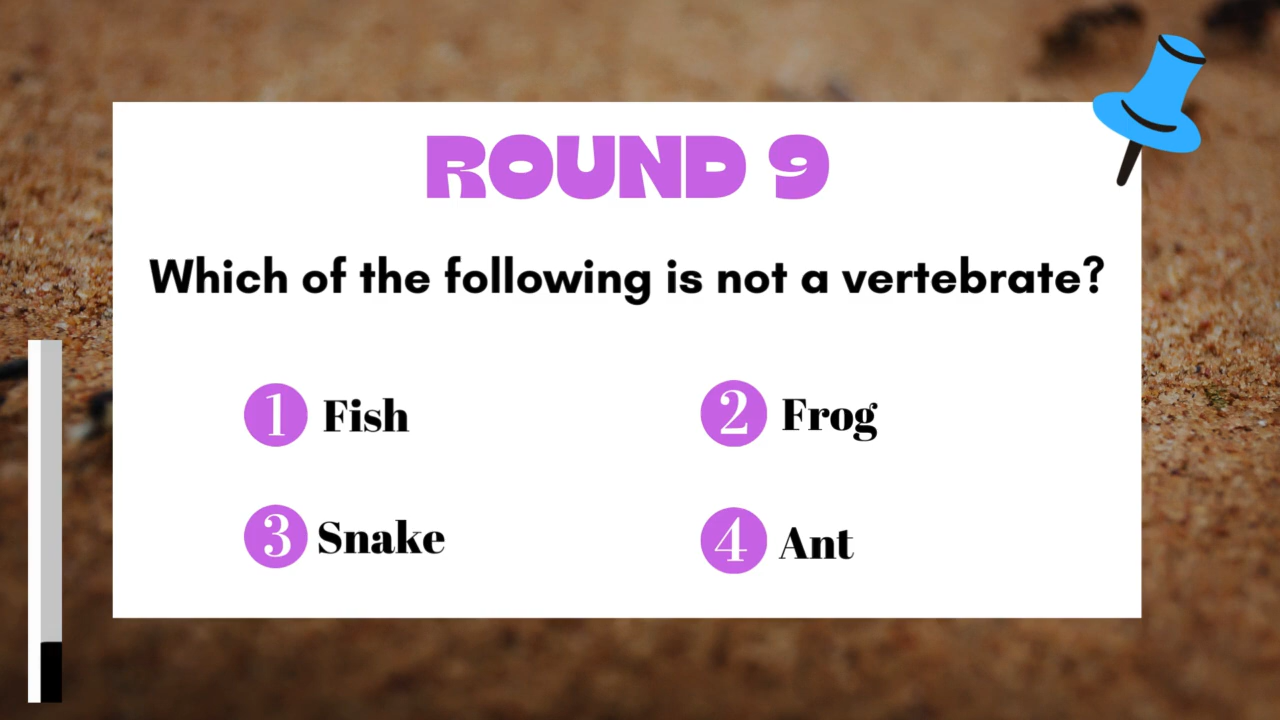 ROUND 9
Which of the following is not a vertebrate?
1 Fish
2 Frog
3 Snake
4 Ant